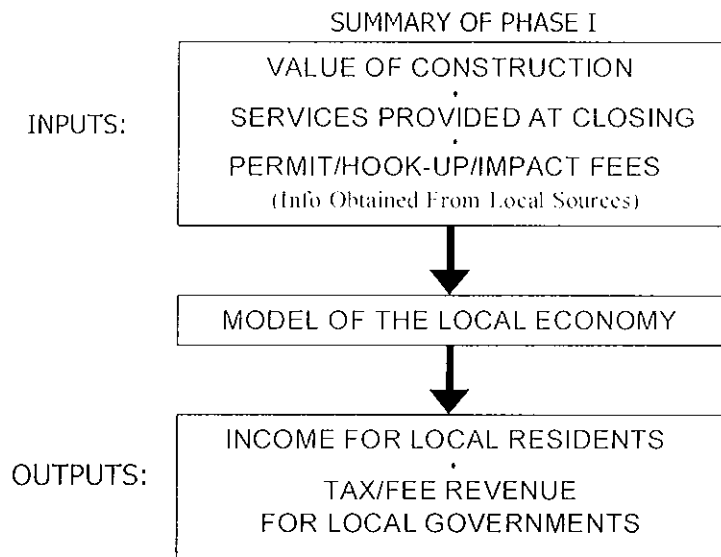 SUMMARY OF PHASE I
VALUE OF CONSTRUCTION
INPUTS:
SERVICES PROVIDED AT CLOSING
PERMIT/HOOK-UP/IMPACT FEES
(Info Obtained From Local Sources)
MODEL OF THE LOCAL ECONOMY
INCOME FOR LOCAL RESIDENTS
OUTPUTS:
TAX/FEE REVENUE
FOR LOCAL GOVERNMENTS